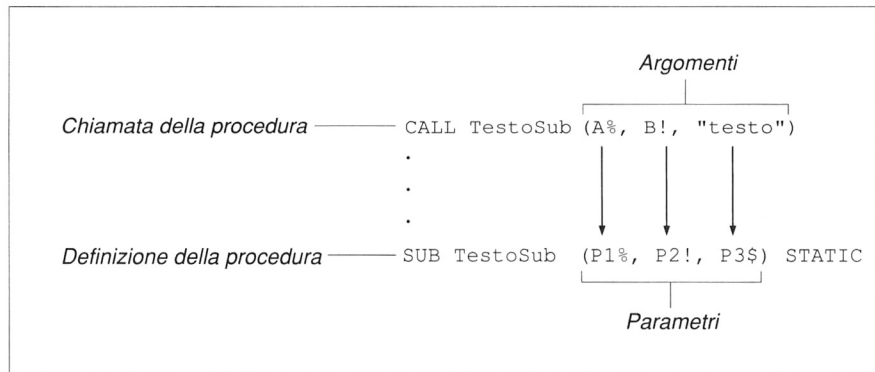 Argomenti
Chiamata della procedura CALL TestoSub (A%, B!, "testo")
.
.
.
Definizione della procedura SUB TestoSub (P1%, P2!, P3$) STATIC
Parametri